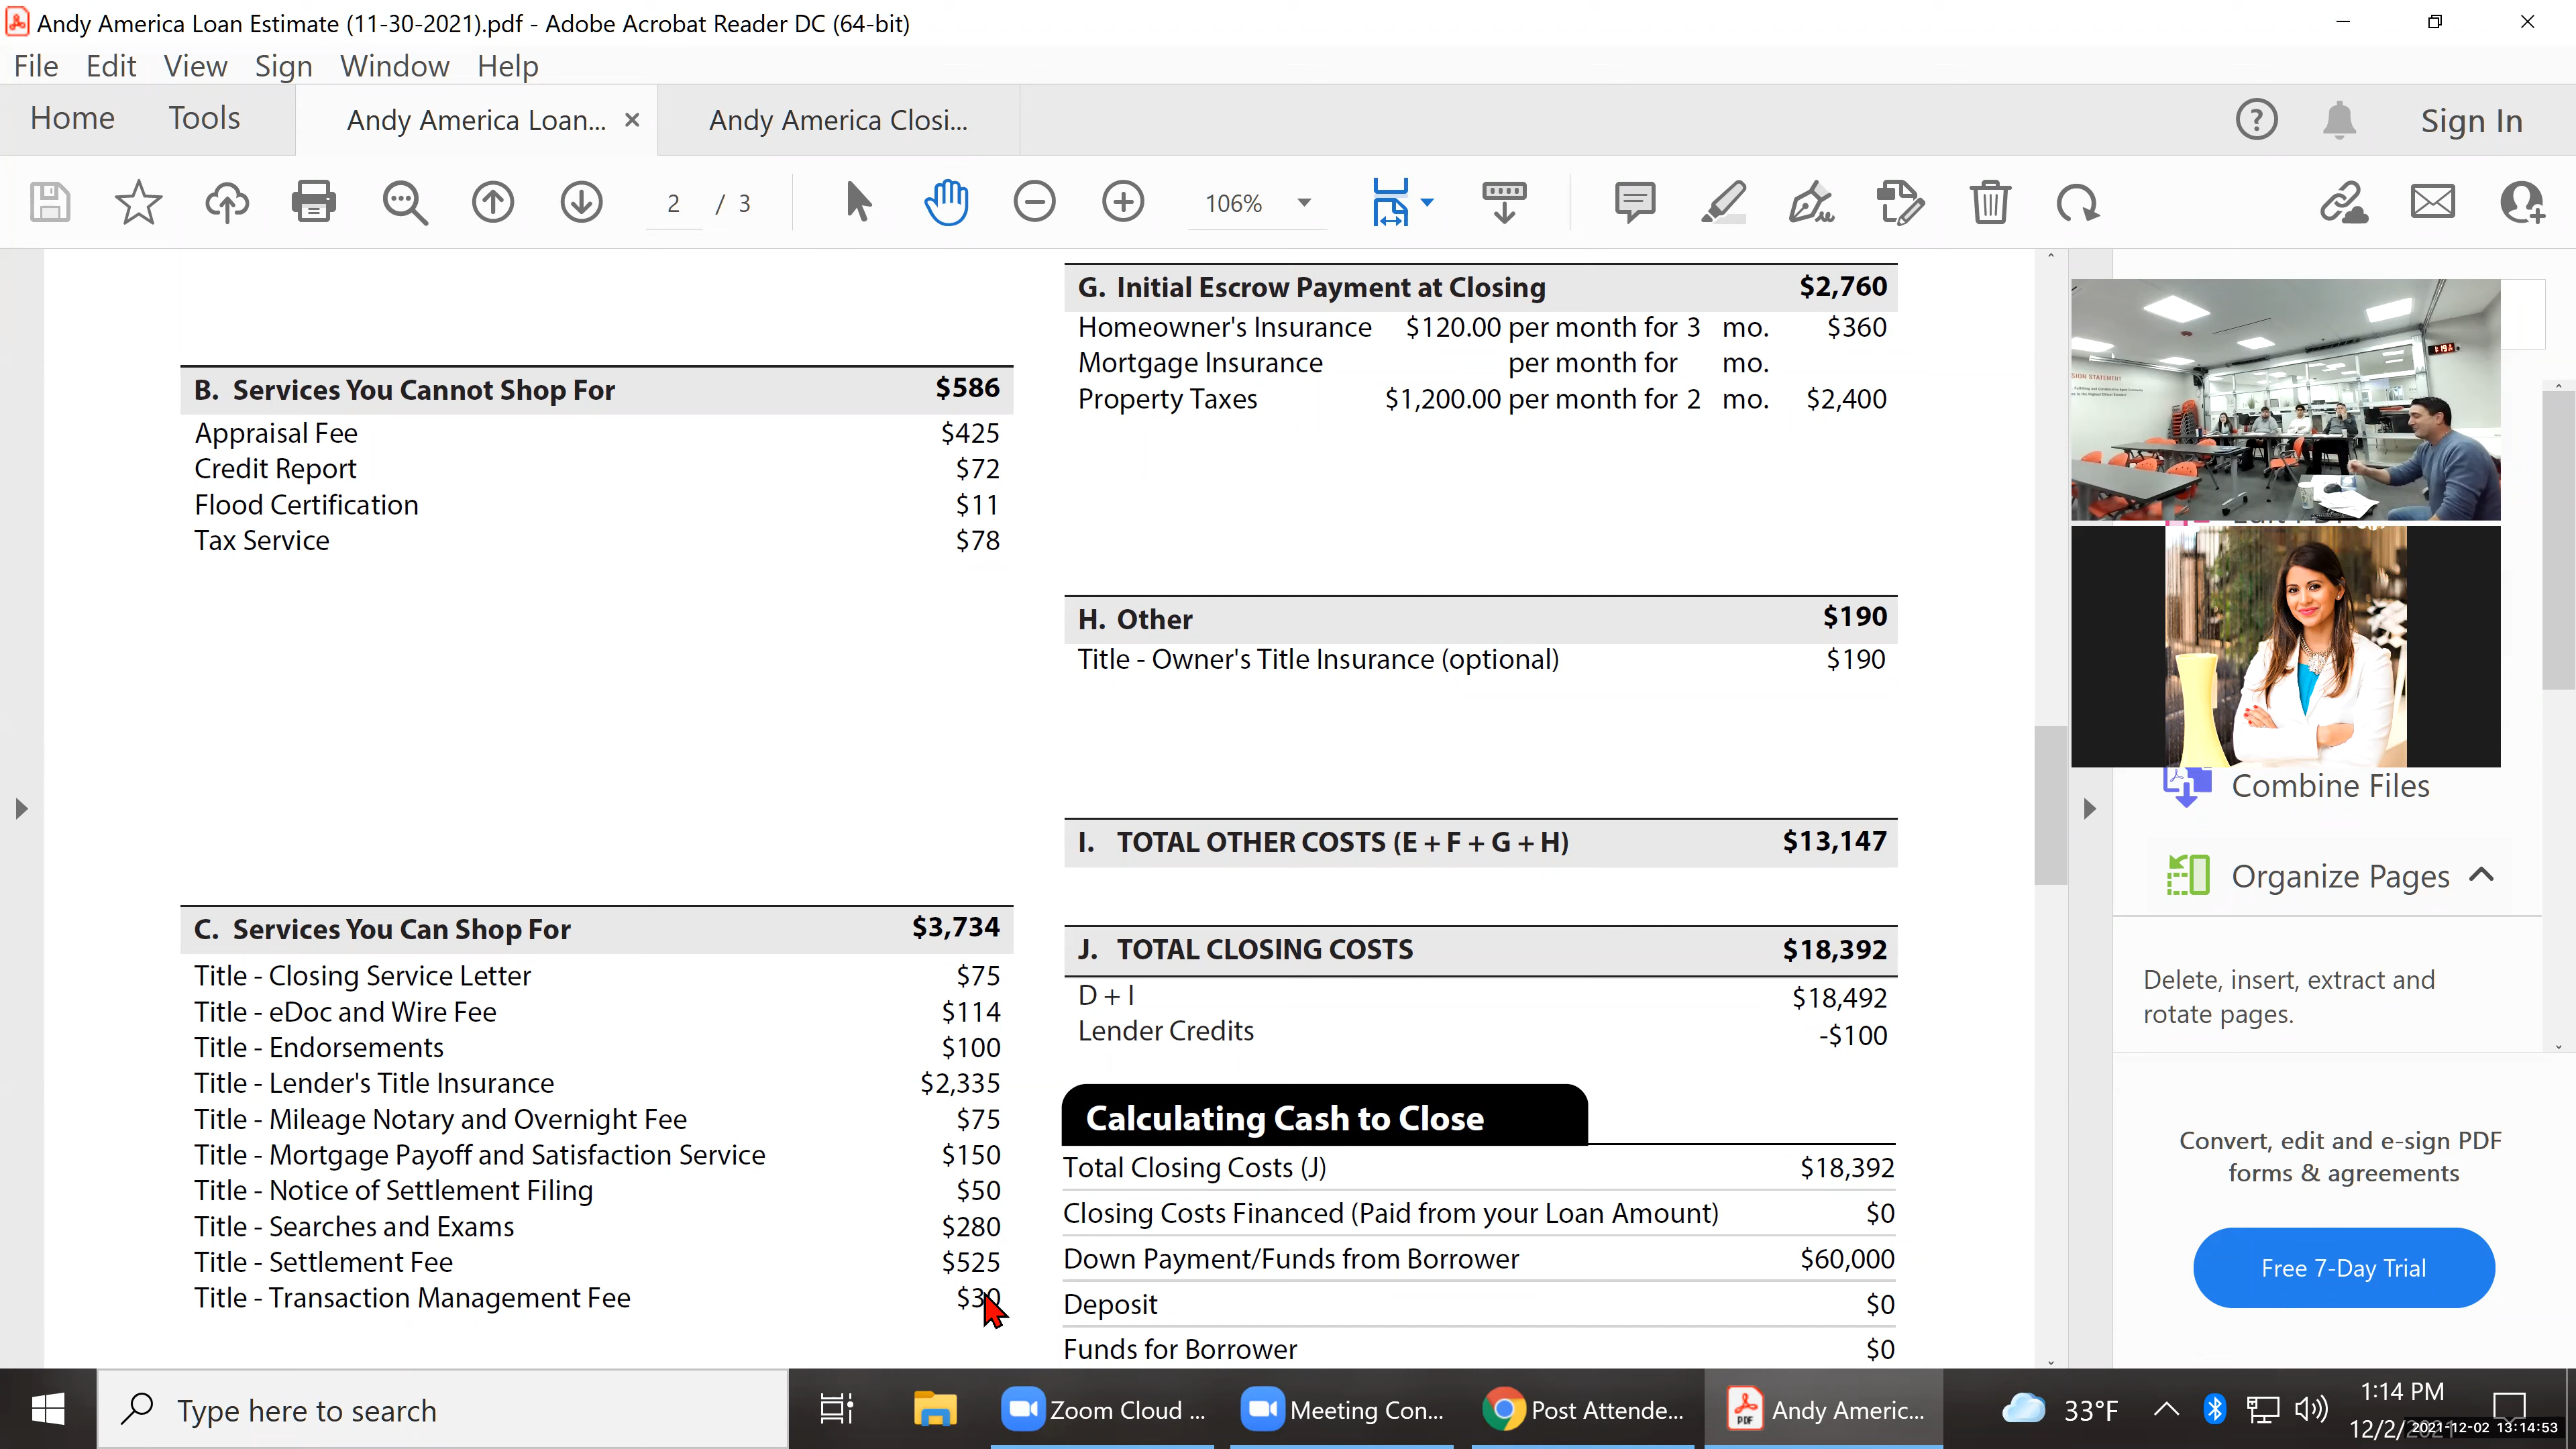 Andy America Loan Estimate (11-30-2021).pdf - Adobe Acrobat Reader DC (64-bit)
File Edit View Sign Window Help
Home Tools Andy America Loan... × Andy America Closi... Sign In
2 / 3 106%
G. Initial Escrow Payment at Closing $2,760
Homeowner's Insurance $120.00 per month for 3 mo. $360
Mortgage Insurance per month for mo.
Property Taxes $1,200.00 per month for 2 mo. $2,400
B. Services You Cannot Shop For $586
Appraisal Fee $425
Credit Report $72
Flood Certification $11
Tax Service $78
H. Other $190
Title - Owner's Title Insurance (optional) $190
I. TOTAL OTHER COSTS (E + F + G + H) $13,147
C. Services You Can Shop For $3,734
Title - Closing Service Letter $75
Title - eDoc and Wire Fee $114
Title - Endorsements $100
Title - Lender's Title Insurance $2,335
Title - Mileage Notary and Overnight Fee $75
Title - Mortgage Payoff and Satisfaction Service $150
Title - Notice of Settlement Filing $50
Title - Searches and Exams $280
Title - Settlement Fee $525
Title - Transaction Management Fee $30
J. TOTAL CLOSING COSTS $18,392
D + I $18,492
Lender Credits -$100
Calculating Cash to Close
Total Closing Costs (J) $18,392
Closing Costs Financed (Paid from your Loan Amount) $0
Down Payment/Funds from Borrower $60,000
Deposit $0
Funds for Borrower $0
Combine Files
Organize Pages
Delete, insert, extract and
rotate pages.
Convert, edit and e-sign PDF
forms & agreements
Free 7-Day Trial
Type here to search
Zoom Cloud ...
Meeting Con...
Post Attende...
Andy Americ...
33°F
1:14 PM
12/2/
2021-12-02 13:14:53